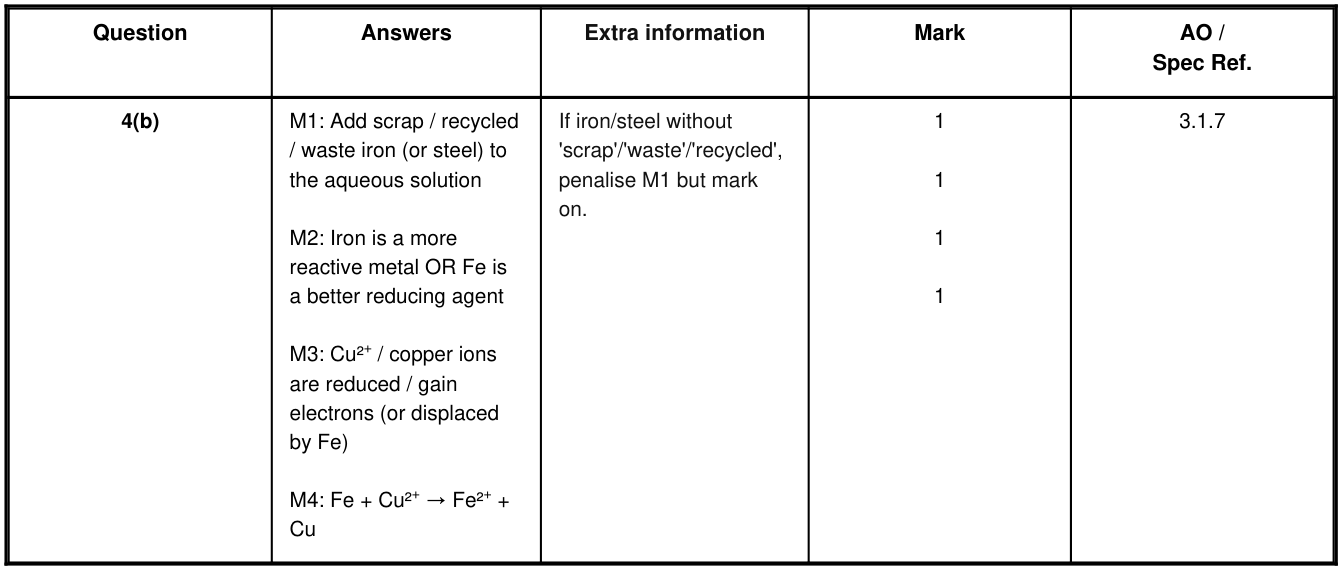 Question Answers Extra information Mark AO /
Spec Ref.
4(b)
M1: Add scrap / recycled
/ waste iron (or steel) to
the aqueous solution
M2: Iron is a more
reactive metal OR Fe is
a better reducing agent
M3: Cu²⁺ / copper ions
are reduced / gain
electrons (or displaced
by Fe)
M4: Fe + Cu²⁺ → Fe²⁺ +
Cu
If iron/steel without
'scrap'/'waste'/'recycled',
penalise M1 but mark
on.
1
1
1
1
3.1.7